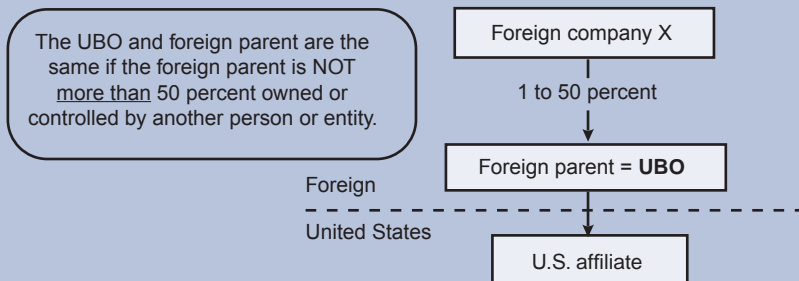 The UBO and foreign parent are the
same if the foreign parent is NOT
more than 50 percent owned or
controlled by another person or entity.
Foreign company X
1 to 50 percent
Foreign parent = UBO
Foreign
United States
U.S. affiliate